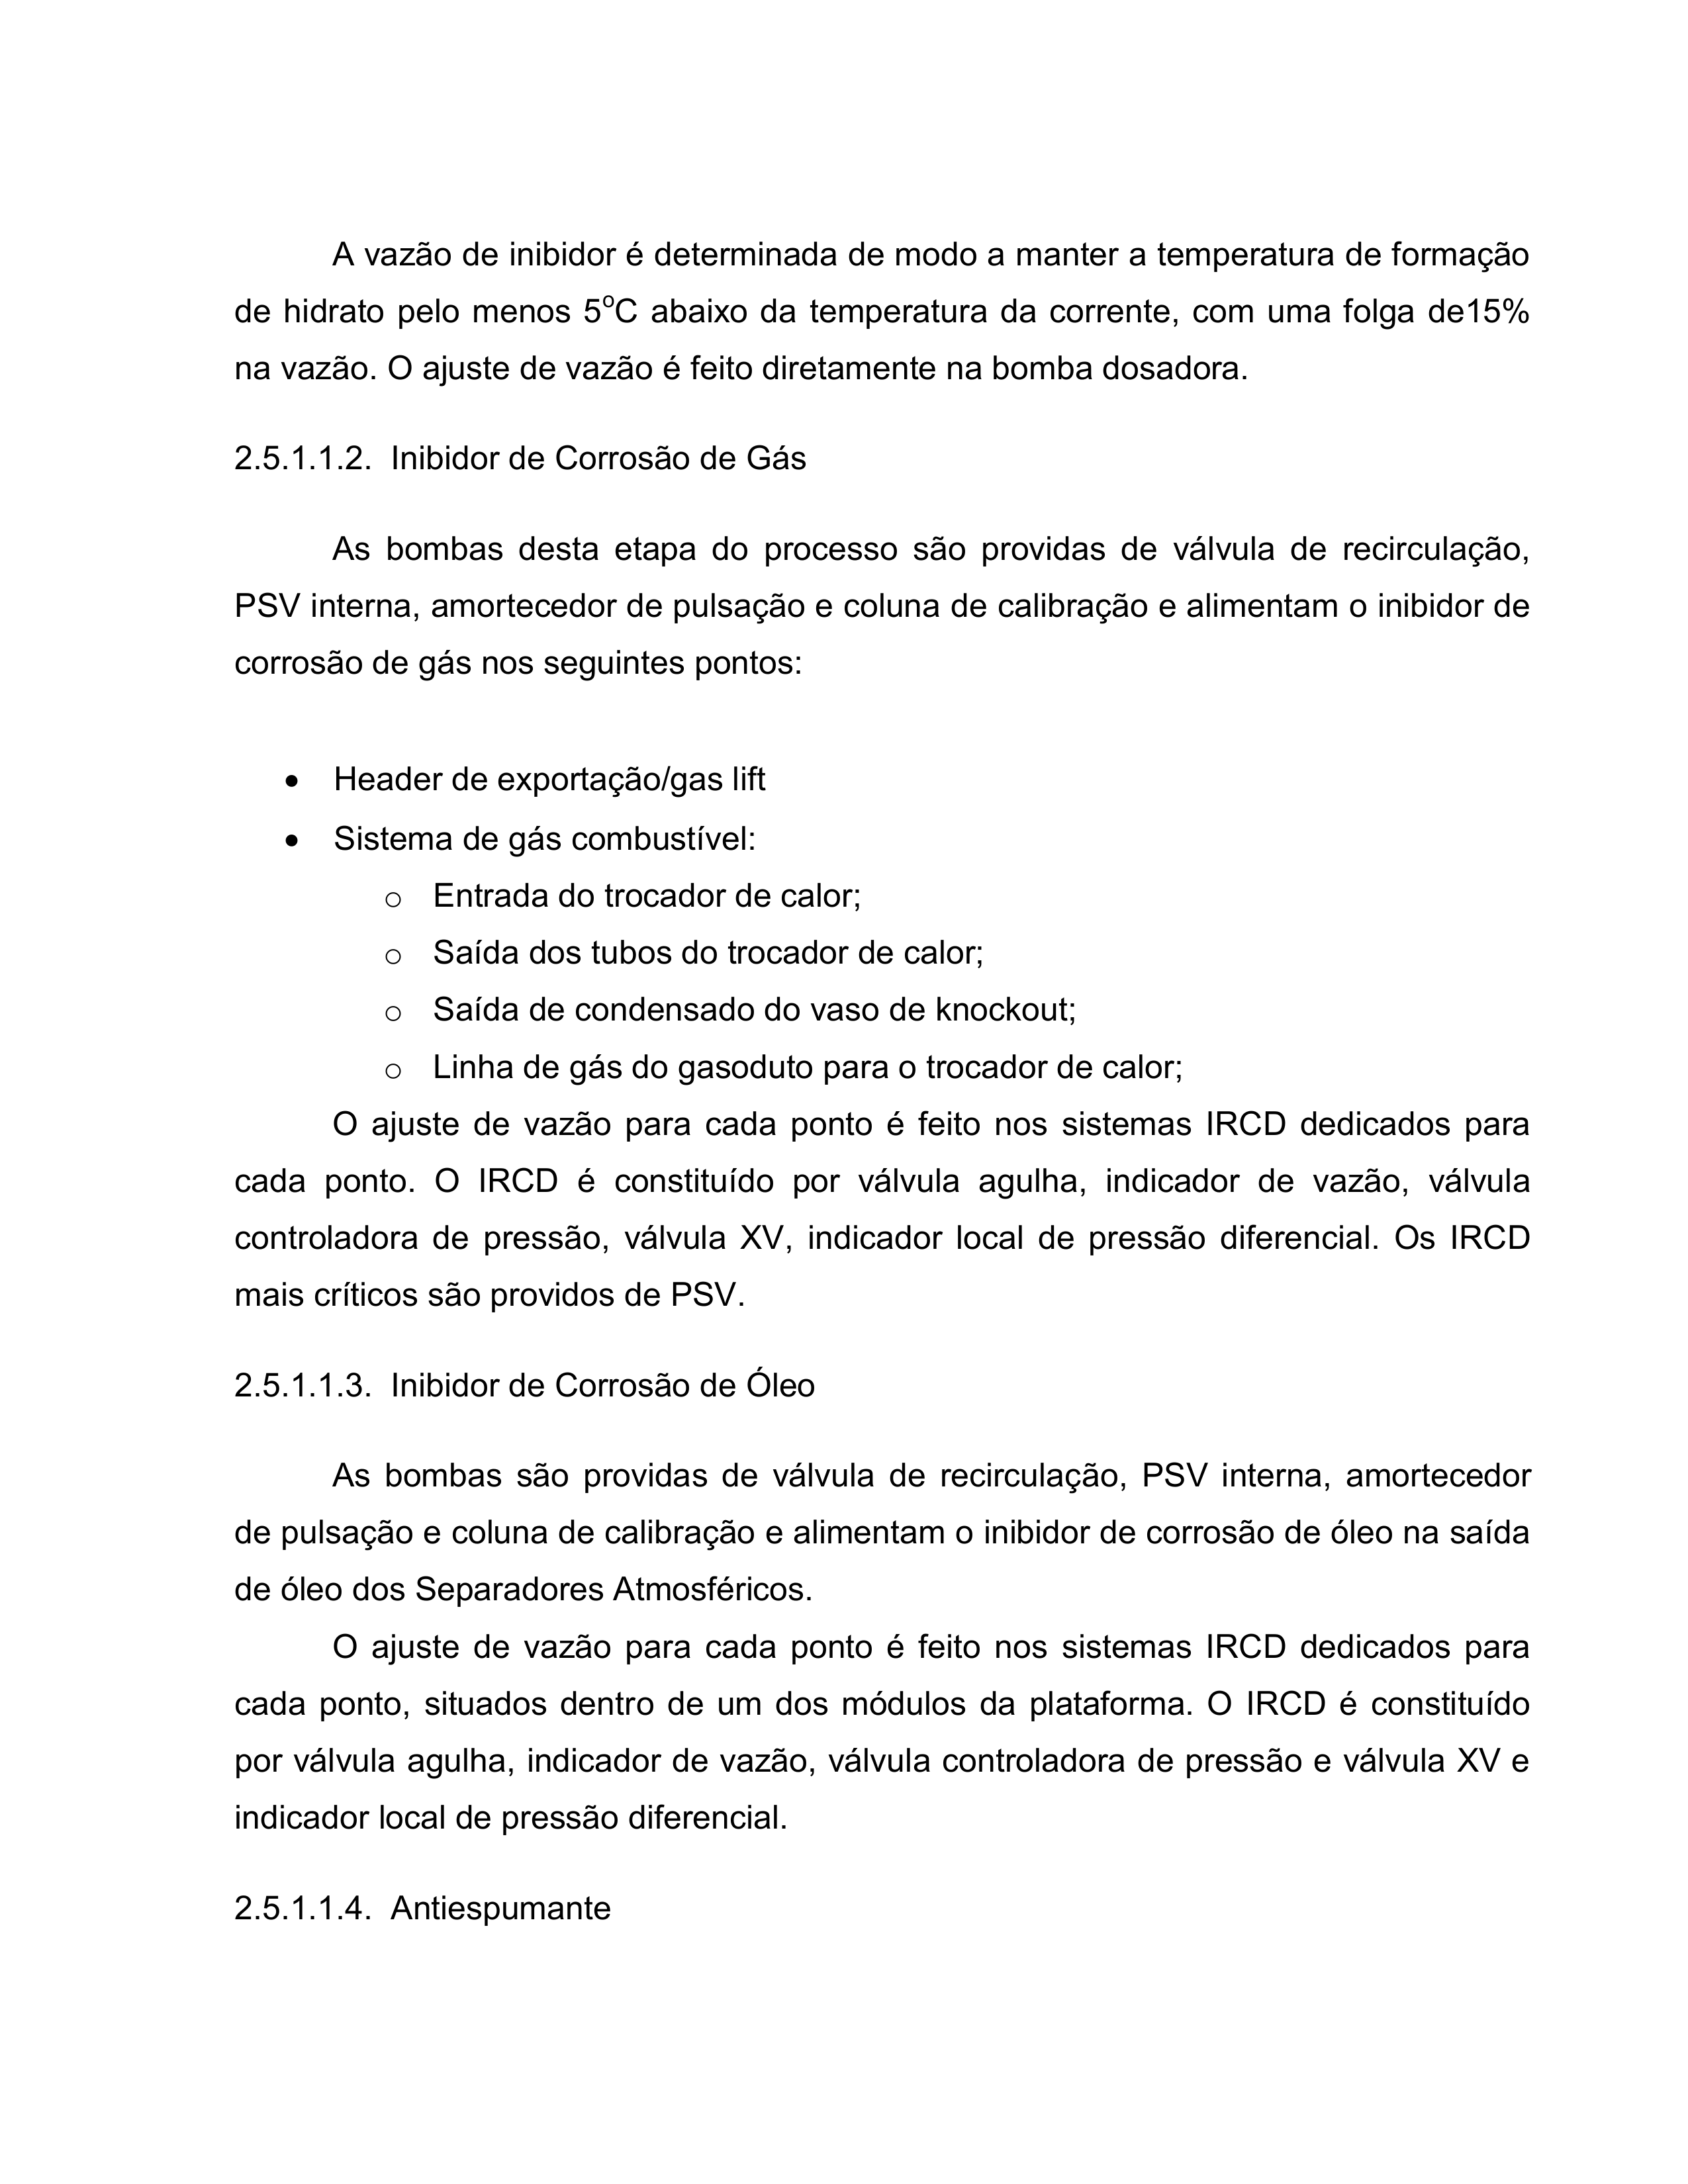 A vazão de inibidor é determinada de modo a manter a temperatura de formação
de hidrato pelo menos 5ºC abaixo da temperatura da corrente, com uma folga de15%
na vazão. O ajuste de vazão é feito diretamente na bomba dosadora.
2.5.1.1.2. Inibidor de Corrosão de Gás
As bombas desta etapa do processo são providas de válvula de recirculação,
PSV interna, amortecedor de pulsação e coluna de calibração e alimentam o inibidor de
corrosão de gás nos seguintes pontos:
• Header de exportação/gas lift
• Sistema de gás combustível:
o Entrada do trocador de calor;
o Saída dos tubos do trocador de calor;
o Saída de condensado do vaso de knockout;
o Linha de gás do gasoduto para o trocador de calor;
O ajuste de vazão para cada ponto é feito nos sistemas IRCD dedicados para
cada ponto. O IRCD é constituído por válvula agulha, indicador de vazão, válvula
controladora de pressão, válvula XV, indicador local de pressão diferencial. Os IRCD
mais críticos são providos de PSV.
2.5.1.1.3. Inibidor de Corrosão de Óleo
As bombas são providas de válvula de recirculação, PSV interna, amortecedor
de pulsação e coluna de calibração e alimentam o inibidor de corrosão de óleo na saída
de óleo dos Separadores Atmosféricos.
O ajuste de vazão para cada ponto é feito nos sistemas IRCD dedicados para
cada ponto, situados dentro de um dos módulos da plataforma. O IRCD é constituído
por válvula agulha, indicador de vazão, válvula controladora de pressão e válvula XV e
indicador local de pressão diferencial.
2.5.1.1.4. Antiespumante